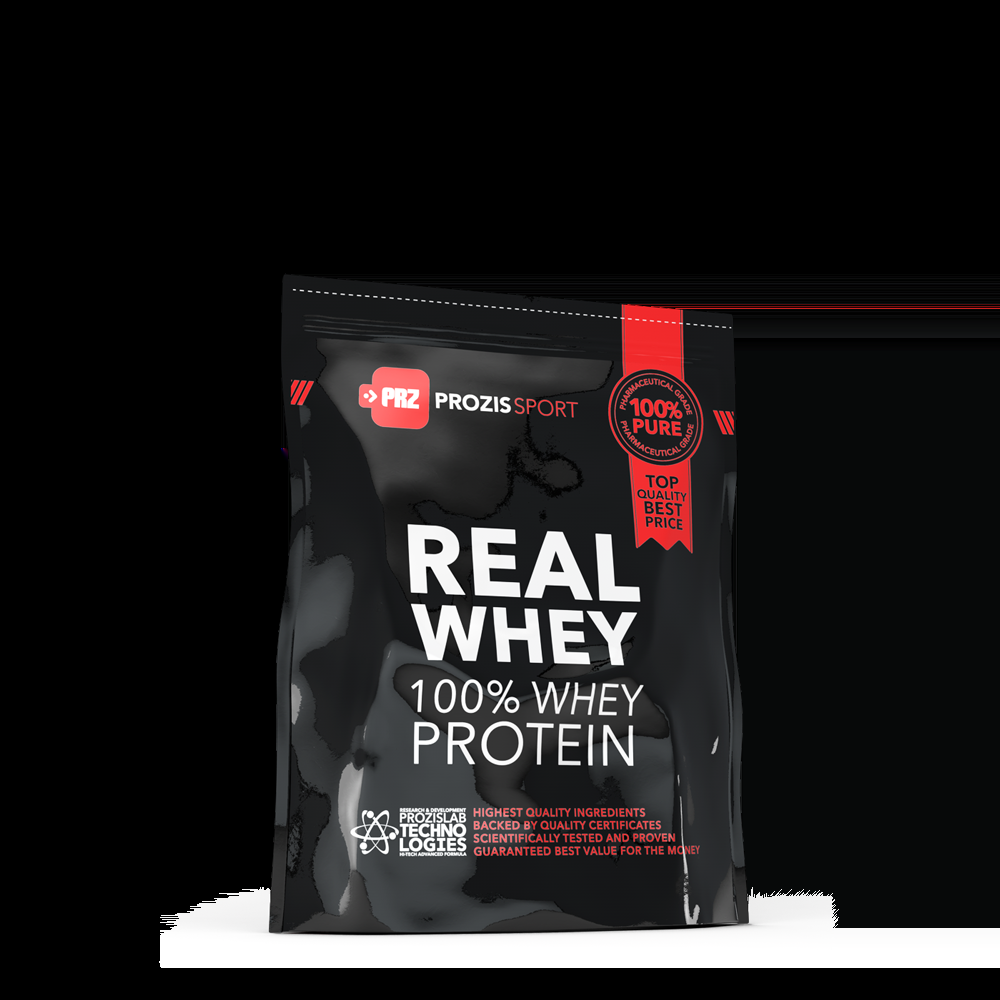 PRZ PROZIS SPORT
PHARMACEUTICAL GRADE
100%
PURE
PHARMACEUTICAL GRADE
TOP
QUALITY
BEST
PRICE
REAL
WHEY
100% WHEY
PROTEIN
RESEARCH & DEVELOPMENT
PROZISLAB
TECHNO
LOGIES
HI-TECH ADVANCED FORMULA
HIGHEST QUALITY INGREDIENTS
BACKED BY QUALITY CERTIFICATES
SCIENTIFICALLY TESTED AND PROVEN
GUARANTEED BEST VALUE FOR THE MONEY